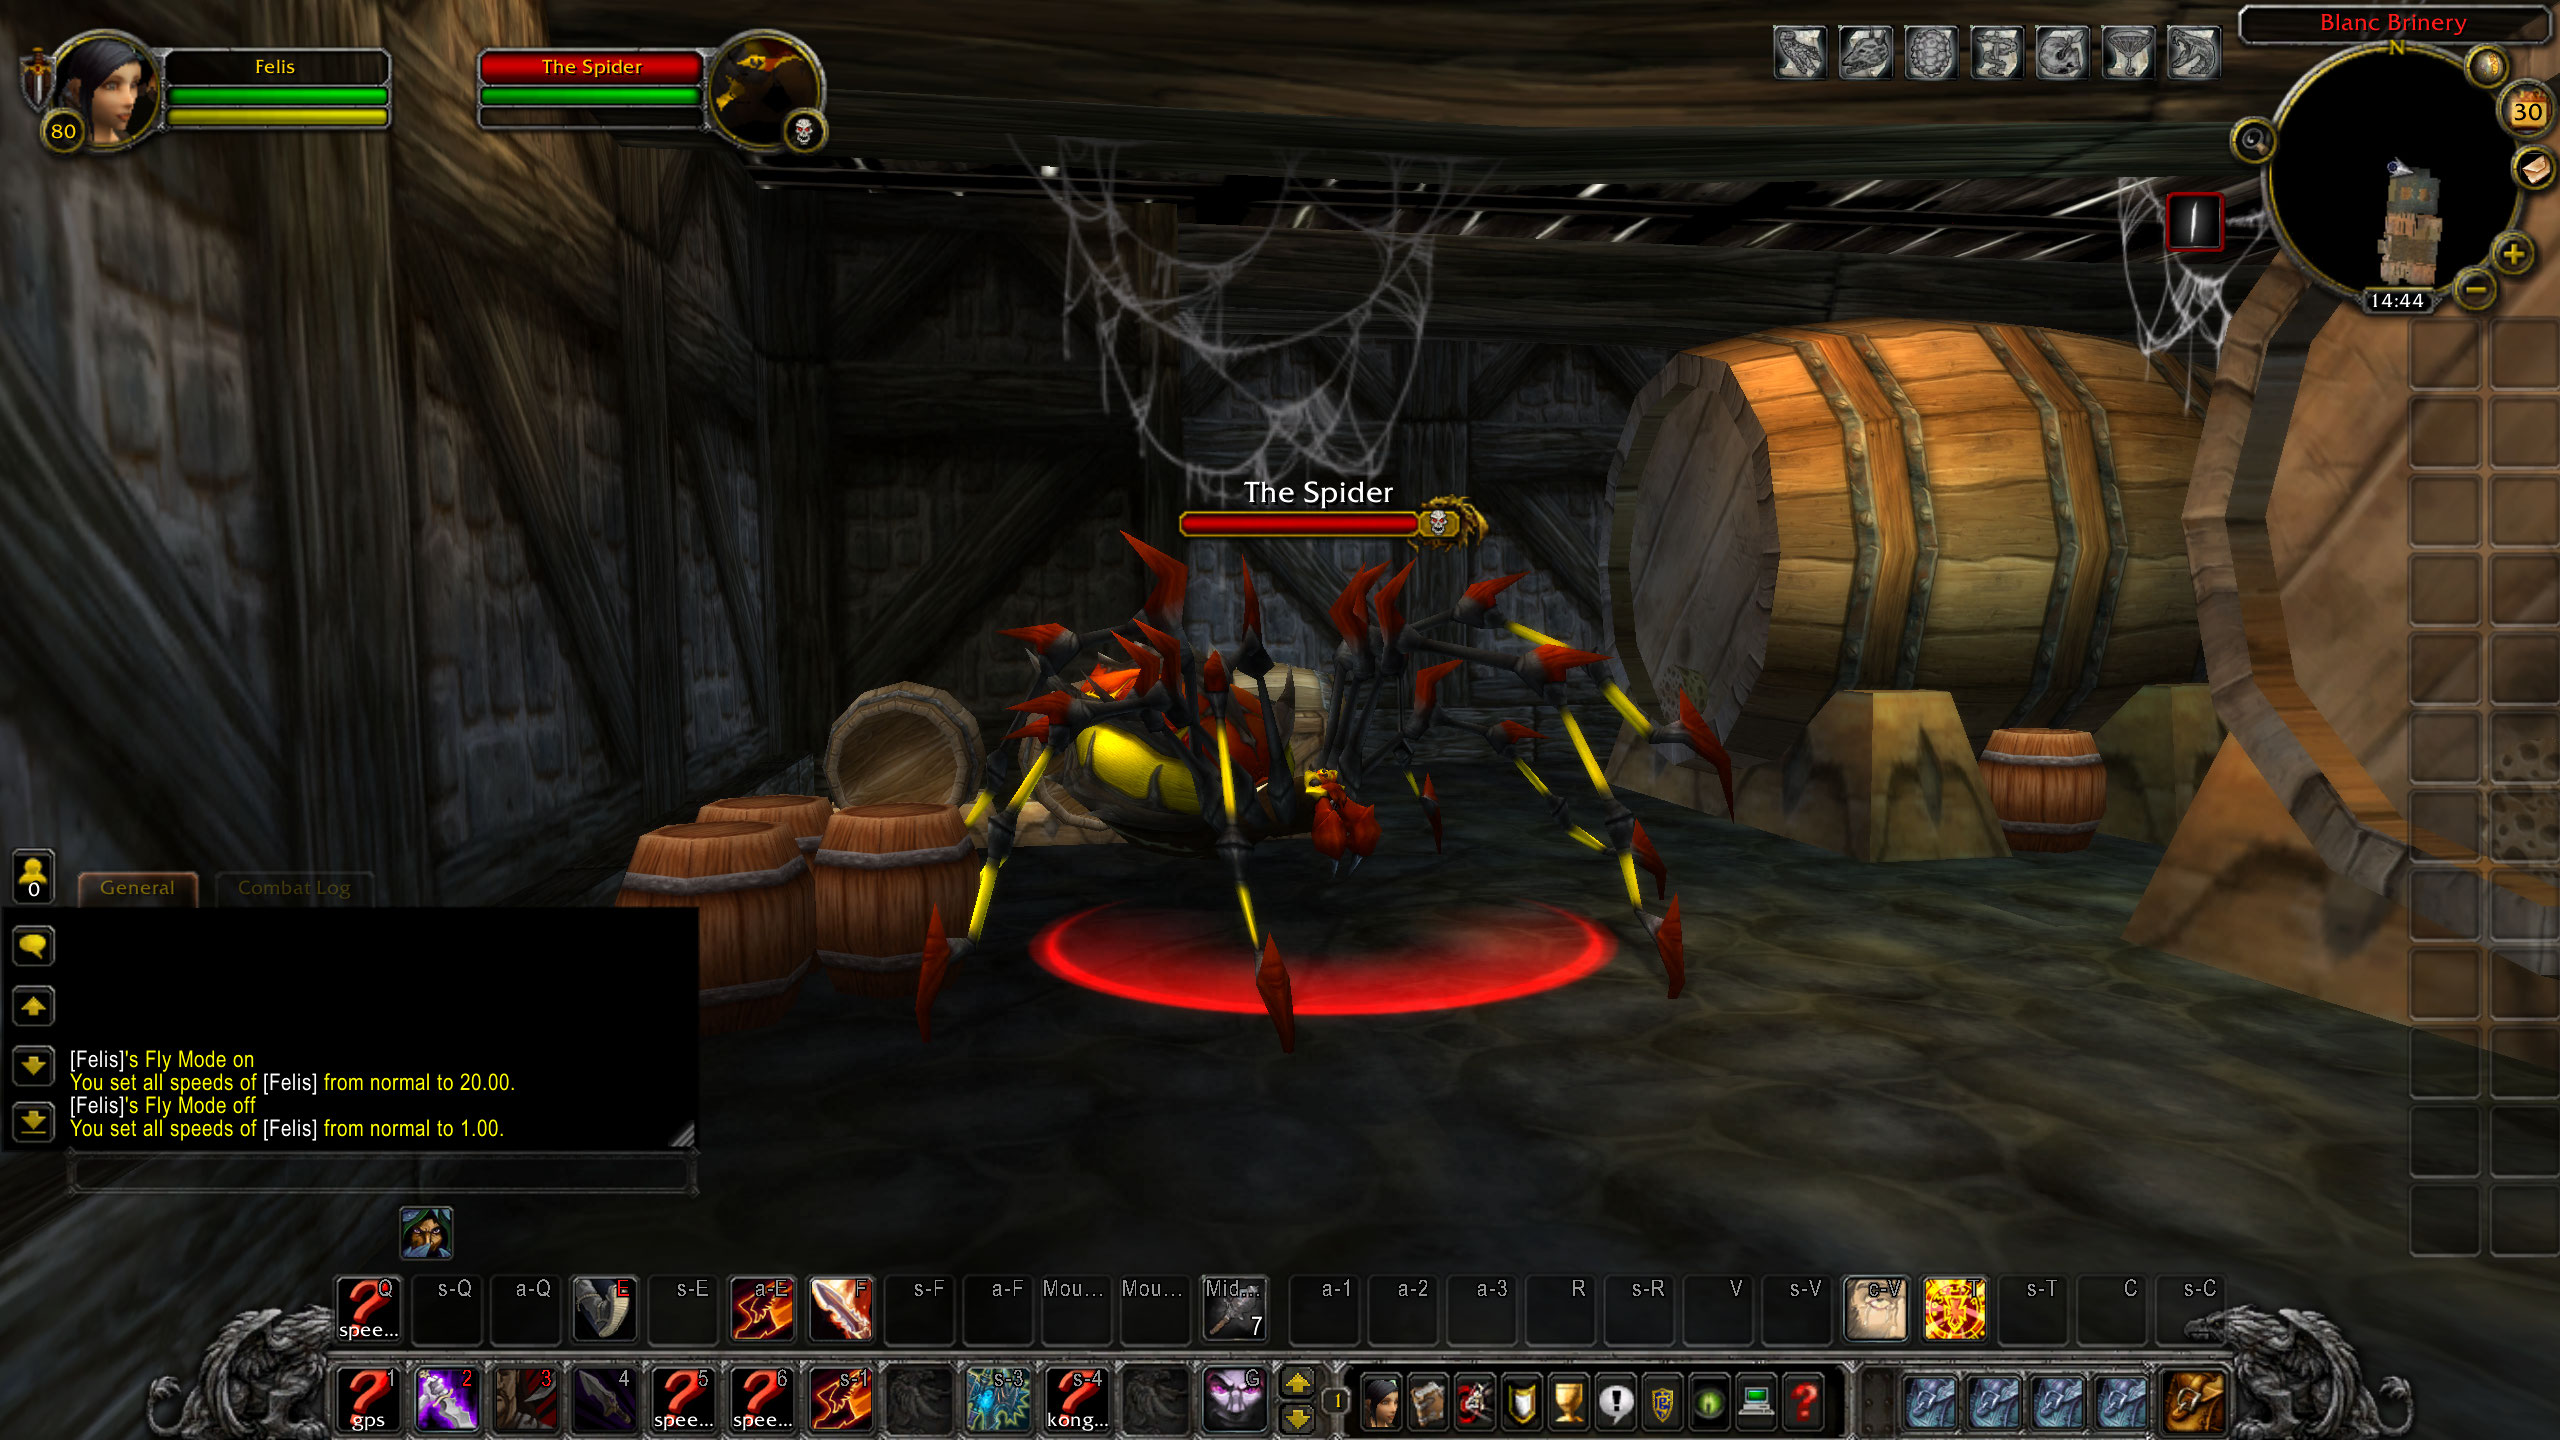 Blanc Brinery
Felis
The Spider
N
80
30
14:44
The Spider
0
General
Combat Log
[Felis]'s Fly Mode on
You set all speeds of [Felis] from normal to 20.00.
[Felis]'s Fly Mode off
You set all speeds of [Felis] from normal to 1.00.
Q s-Q a-Q E s-E a-E F s-F a-F Mou... Mou... Mid... a-1 a-2 a-3 R s-R V s-V c-V T s-T C s-C
spee... 7
1 2 3 4 5 6 s-1 s-3 s-4 G
1
gps spee... spee... kong...